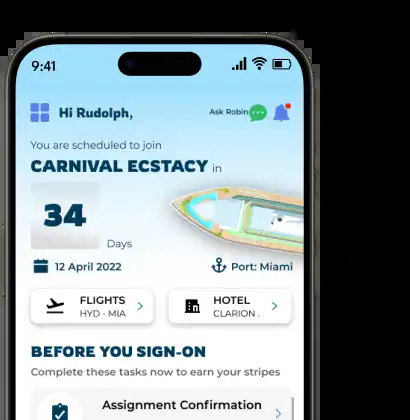 9:41
Hi Rudolph,
Ask Robin
You are scheduled to join
CARNIVAL ECSTACY in
34
Days
12 April 2022
Port: Miami
FLIGHTS
HYD - MIA
HOTEL
CLARION .
BEFORE YOU SIGN-ON
Complete these tasks now to earn your stripes
Assignment Confirmation